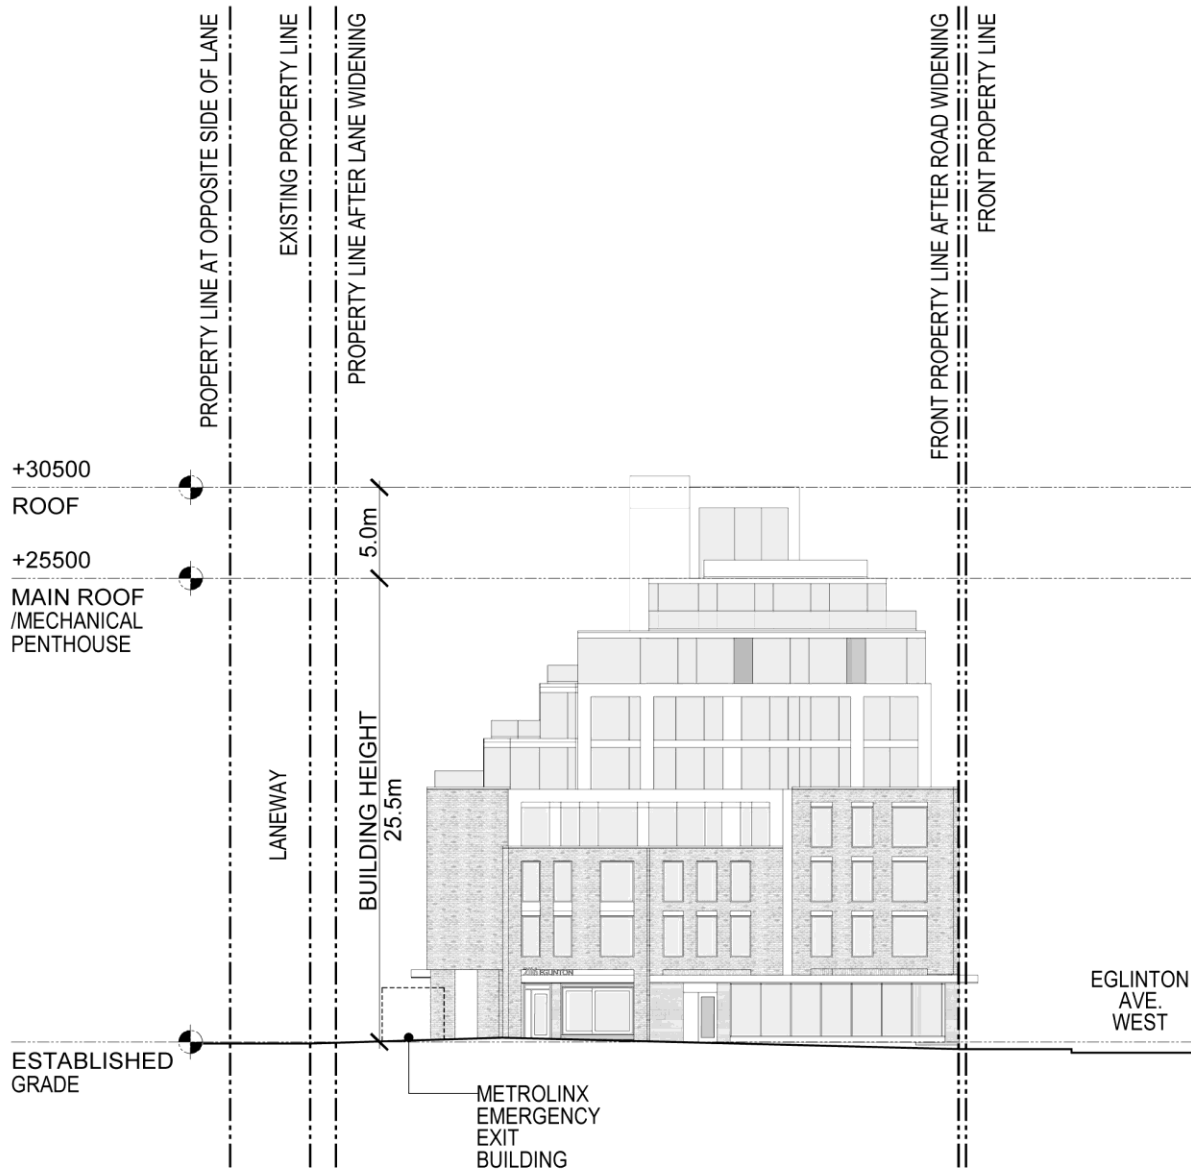 PROPERTY LINE AT OPPOSITE SIDE OF LANE
EXISTING PROPERTY LINE
PROPERTY LINE AFTER LANE WIDENING
FRONT PROPERTY LINE AFTER ROAD WIDENING
FRONT PROPERTY LINE
+30500
ROOF
5.0m
+25500
MAIN ROOF
/MECHANICAL
PENTHOUSE
LANEWAY
BUILDING HEIGHT
25.5m
EGLINTON
EGLINTON
AVE.
WEST
ESTABLISHED
GRADE
METROLINX
EMERGENCY
EXIT
BUILDING